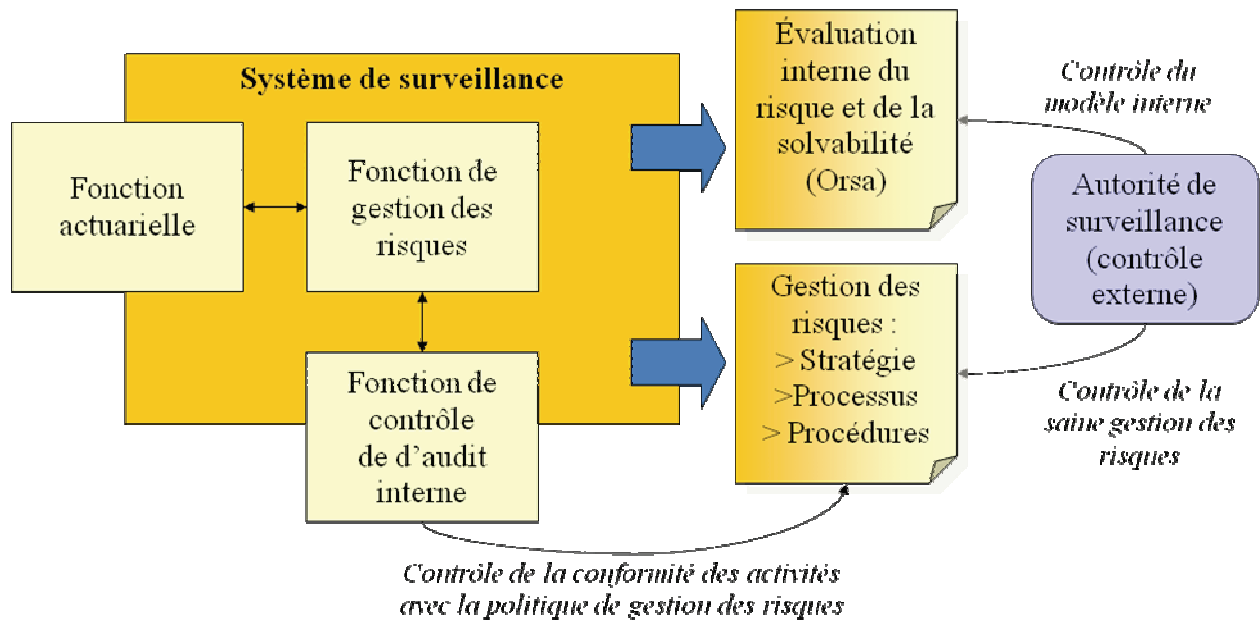 Système de surveillance
Fonction
actuarielle
Fonction de
gestion des
risques
Fonction de
contrôle
de d'audit
interne
Évaluation
interne du
risque et de la
solvabilité
(Orsa)
Gestion des
risques :
> Stratégie
>Processus
> Procédures
Contrôle du
modèle interne
Autorité de
surveillance
(contrôle
externe)
Contrôle de la
saine gestion des
risques
Contrôle de la conformité des activités
avec la politique de gestion des risques